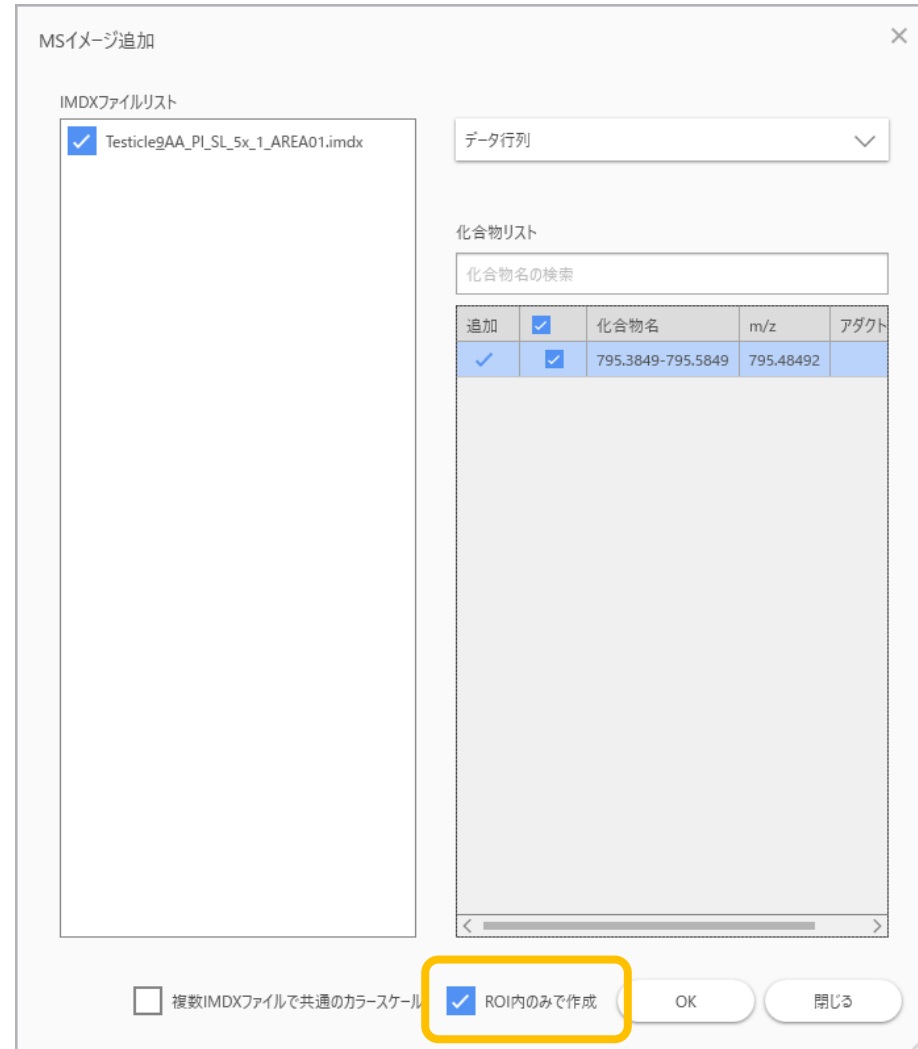 MSイメージ追加
IMDXファイルリスト
Testicle9AA_PI_SL_5x_1_AREA01.imdx
データ行列
化合物リスト
化合物名の検索
追加 化合物名 m/z アダクト
795.3849-795.5849 795.48492
複数IMDXファイルで共通のカラースケール
ROI内のみで作成
OK
閉じる